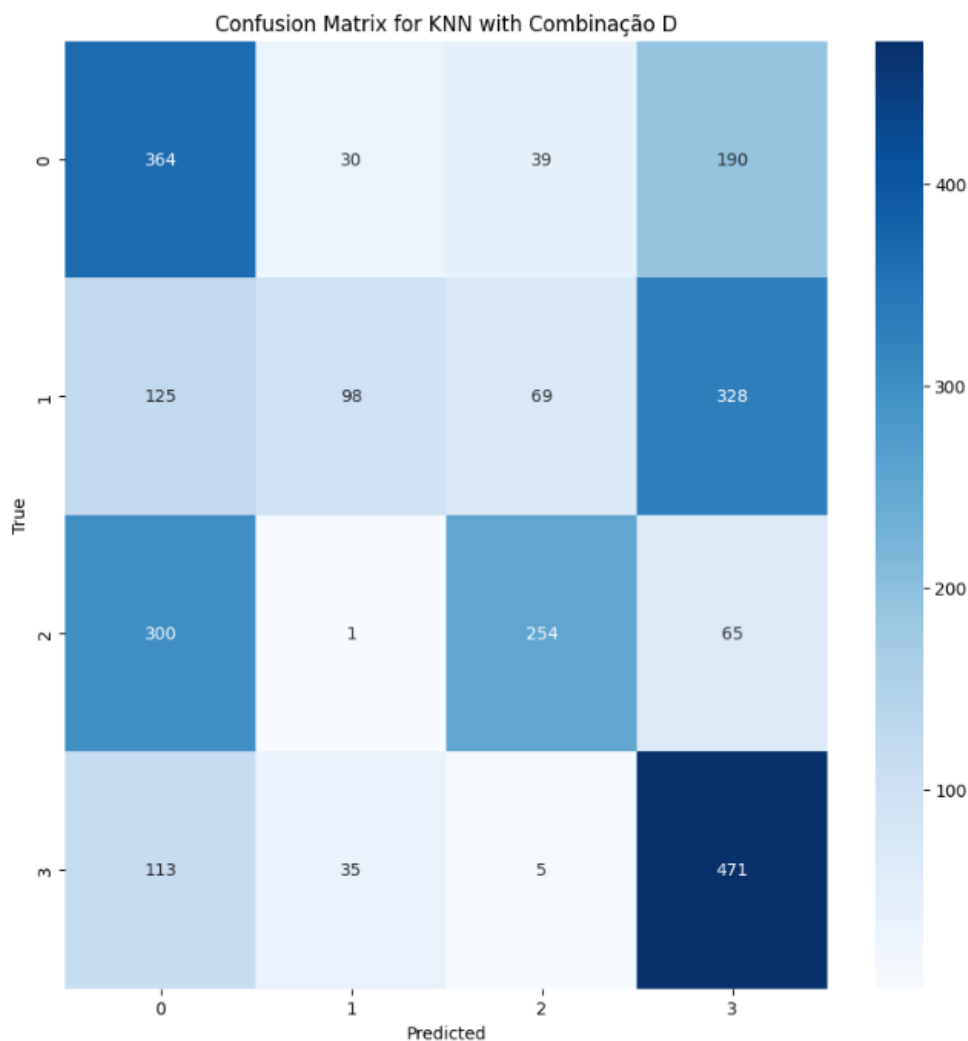 Confusion Matrix for KNN with Combinação D
0 364 30 39 190
400
1 125 98 69 328
300
True
2 300 1 254 65
200
3 113 35 5 471
100
0 1 2 3
Predicted